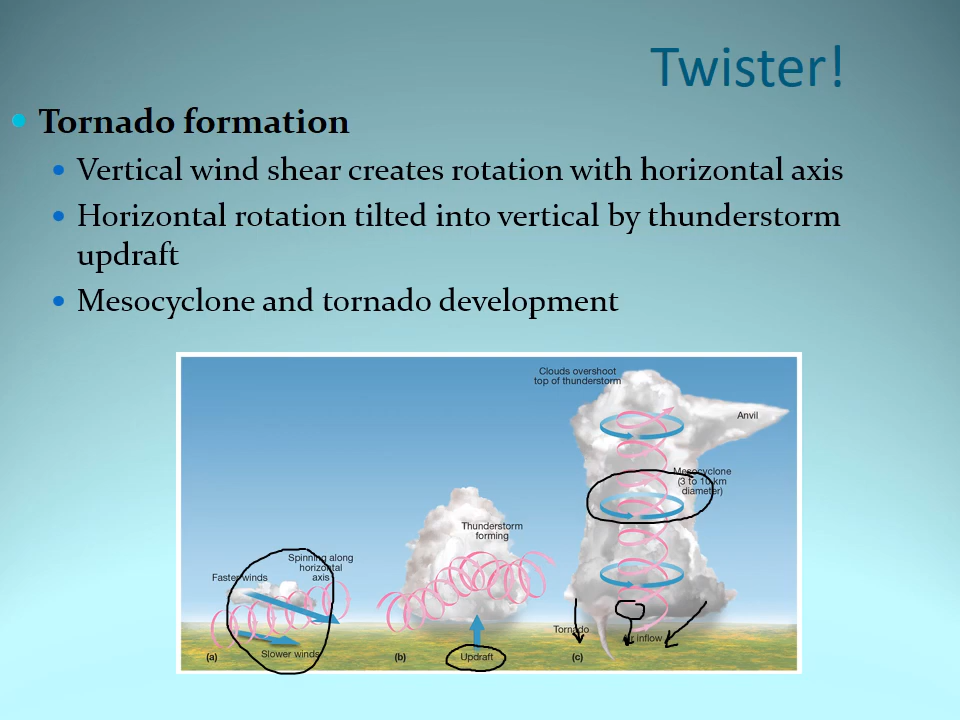 Twister!
Tornado formation
Vertical wind shear creates rotation with horizontal axis
Horizontal rotation tilted into vertical by thunderstorm
updraft
Mesocyclone and tornado development
Clouds overshoot
top of thunderstorm
Anvil
Mesocyclone
(3 to 10 km
diameter)
Thunderstorm
forming
Spinning along
horizontal
axis
Faster winds
Slower winds
(a)
(b)
Updraft
(c)
Tornado
Air inflow